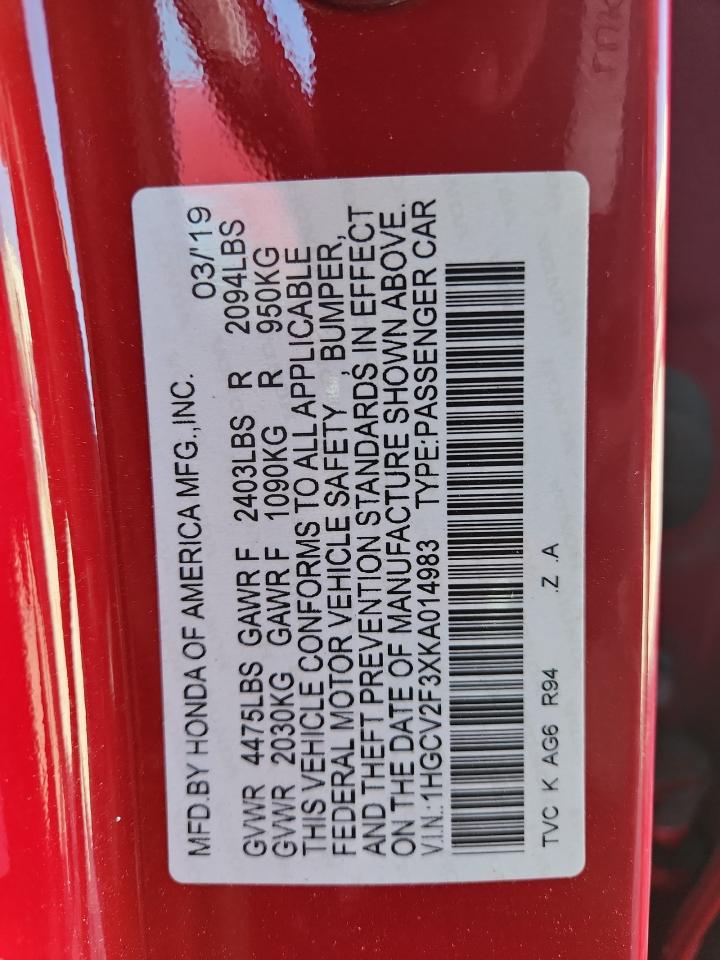 MFD.BY HONDA OF AMERICA MFG.,INC. 03/'19
GVWR 4475LBS GAWR F 2403LBS R 2094LBS
GVWR 2030KG GAWR F 1090KG R 950KG
THIS VEHICLE CONFORMS TO ALL APPLICABLE
FEDERAL MOTOR VEHICLE SAFETY , BUMPER,
AND THEFT PREVENTION STANDARDS IN EFFECT
ON THE DATE OF MANUFACTURE SHOWN ABOVE.
V.I.N.:1HGCV2F3XKA014983 TYPE:PASSENGER CAR
TVC K AG6 R94 .Z .A